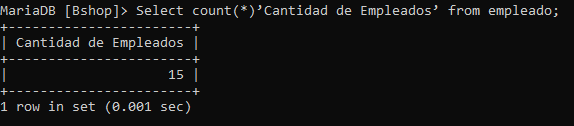 MariaDB [Bshop]> Select count(*)’Cantidad de Empleados’ from empleado;
+-----------------------+
| Cantidad de Empleados |
+-----------------------+
|                    15 |
+-----------------------+
1 row in set (0.001 sec)